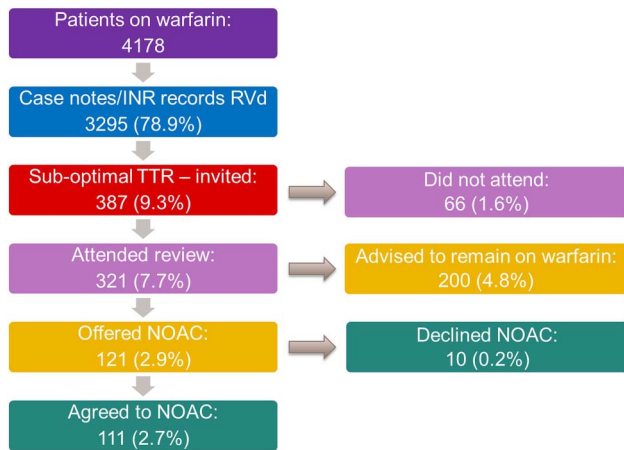 Patients on warfarin:
4178
Case notes/INR records RVd
3295 (78.9%)
Sub-optimal TTR – invited:
387 (9.3%)
Did not attend:
66 (1.6%)
Attended review:
321 (7.7%)
Advised to remain on warfarin:
200 (4.8%)
Offered NOAC:
121 (2.9%)
Declined NOAC:
10 (0.2%)
Agreed to NOAC:
111 (2.7%)